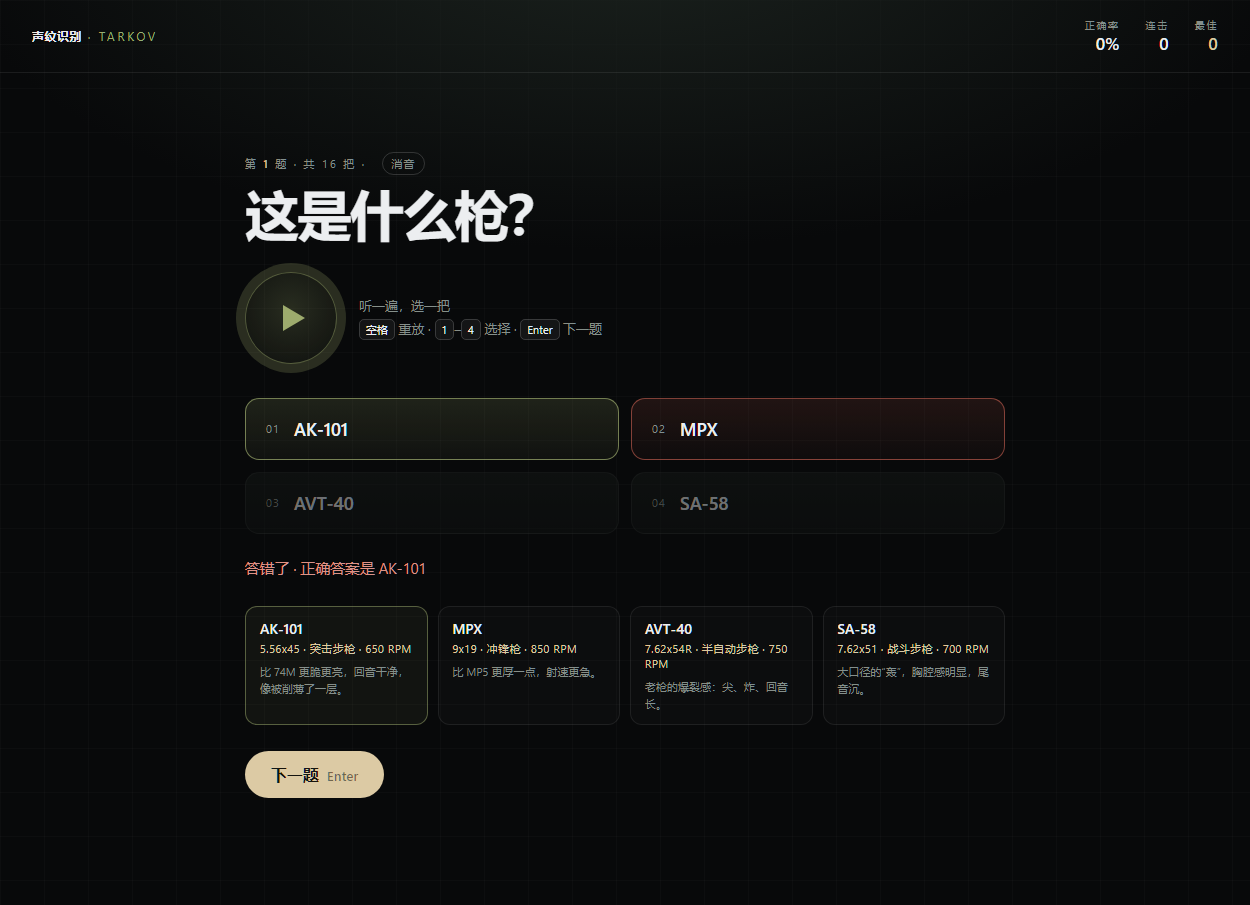 声纹识别 · TARKOV
正确率 连击 最佳
0% 0 0
第 1 题 · 共 16 把 · 消音
这是什么枪?
听一遍，选一把
空格 重放 · 1 – 4 选择 · Enter 下一题
01 AK-101
02 MPX
03 AVT-40
04 SA-58
答错了 · 正确答案是 AK-101
AK-101
5.56x45 · 突击步枪 · 650 RPM
比 74M 更脆更亮，回音干净，
像被削薄了一层。
MPX
9x19 · 冲锋枪 · 850 RPM
比 MP5 更厚一点，射速更急。
AVT-40
7.62x54R · 半自动步枪 · 750
RPM
老枪的爆裂感：尖、炸、回音
长。
SA-58
7.62x51 · 战斗步枪 · 700 RPM
大口径的"轰"，胸腔感明显，尾
音沉。
下一题 Enter